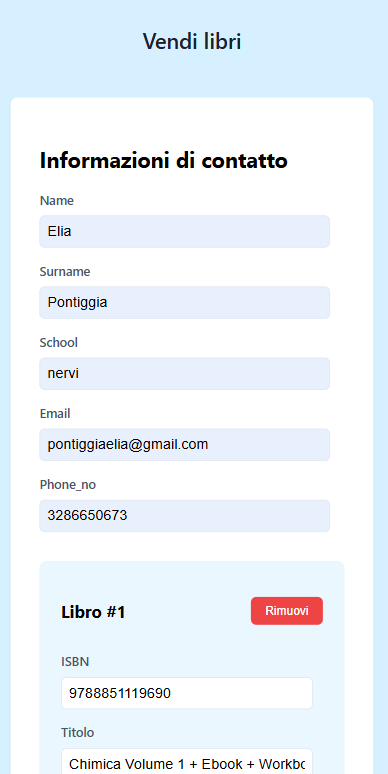 Vendi libri
Informazioni di contatto
Name
Elia
Surname
Pontiggia
School
nervi
Email
pontiggiaelia@gmail.com
Phone_no
3286650673
Libro #1
Rimuovi
ISBN
9788851119690
Titolo
Chimica Volume 1 + Ebook + Workbo